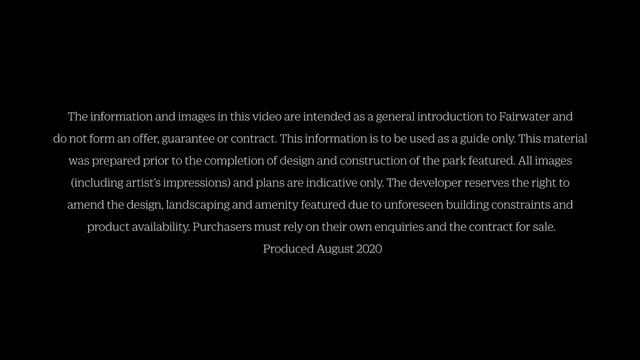 The information and images in this video are intended as a general introduction to Fairwater and
do not form an offer, guarantee or contract. This information is to be used as a guide only. This material
was prepared prior to the completion of design and construction of the park featured. All images
(including artist's impressions) and plans are indicative only. The developer reserves the right to
amend the design, landscaping and amenity featured due to unforeseen building constraints and
product availability. Purchasers must rely on their own enquiries and the contract for sale.
Produced August 2020